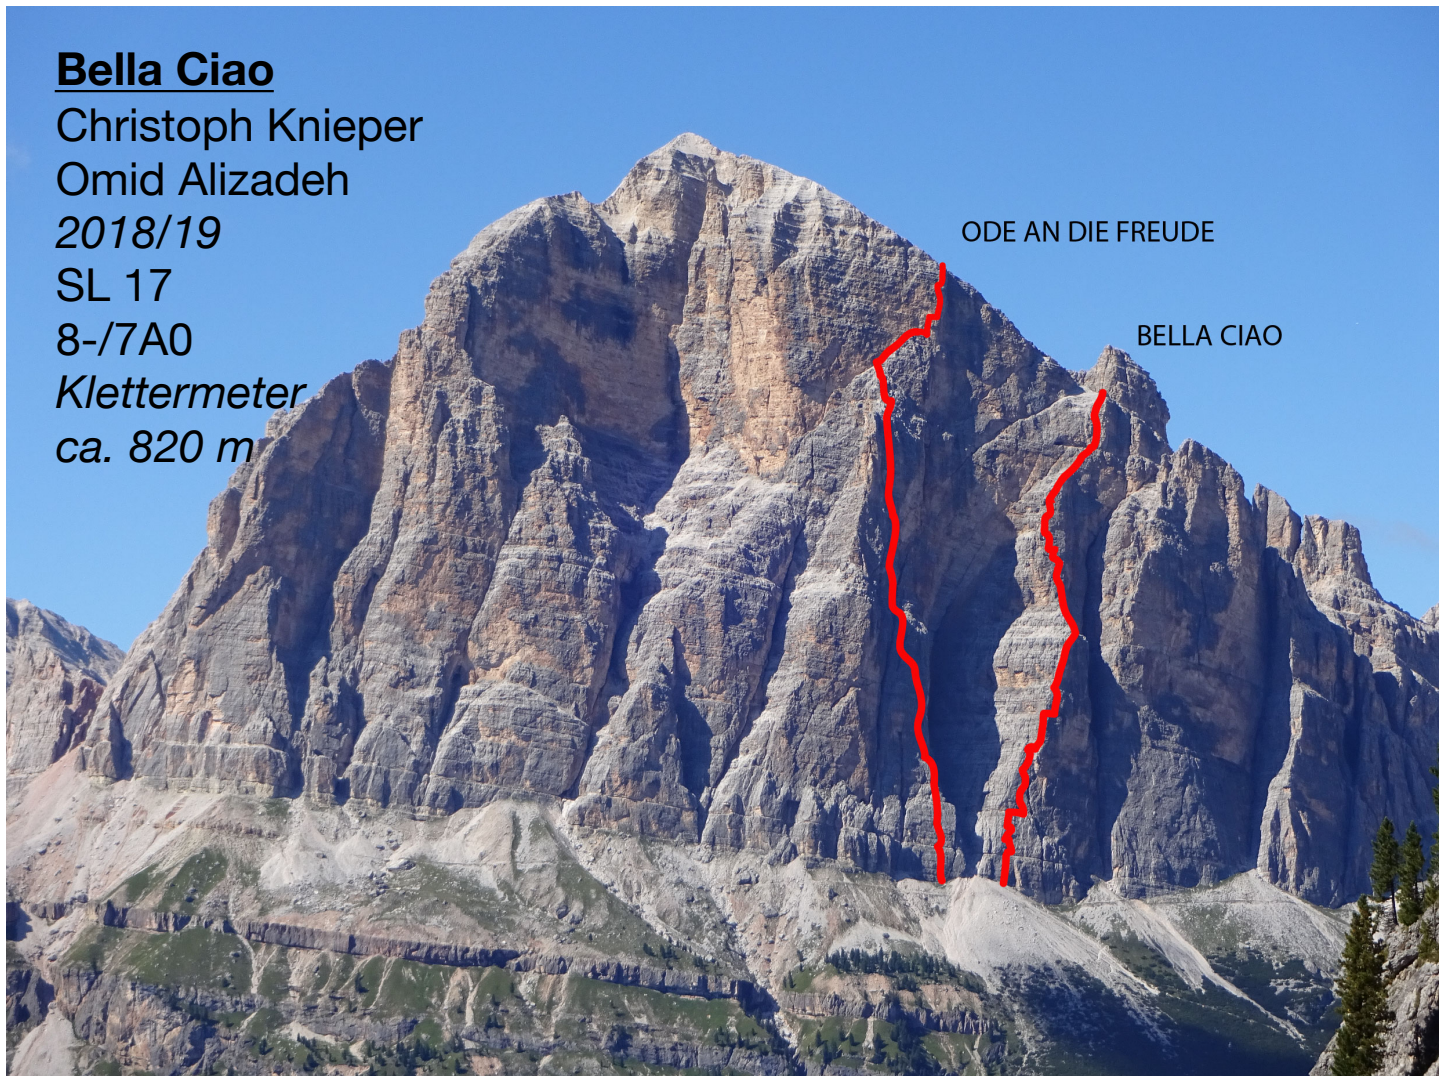 Bella Ciao
Christoph Knieper
Omid Alizadeh
2018/19
SL 17
8-/7A0
Klettermeter
ca. 820 m
ODE AN DIE FREUDE
BELLA CIAO